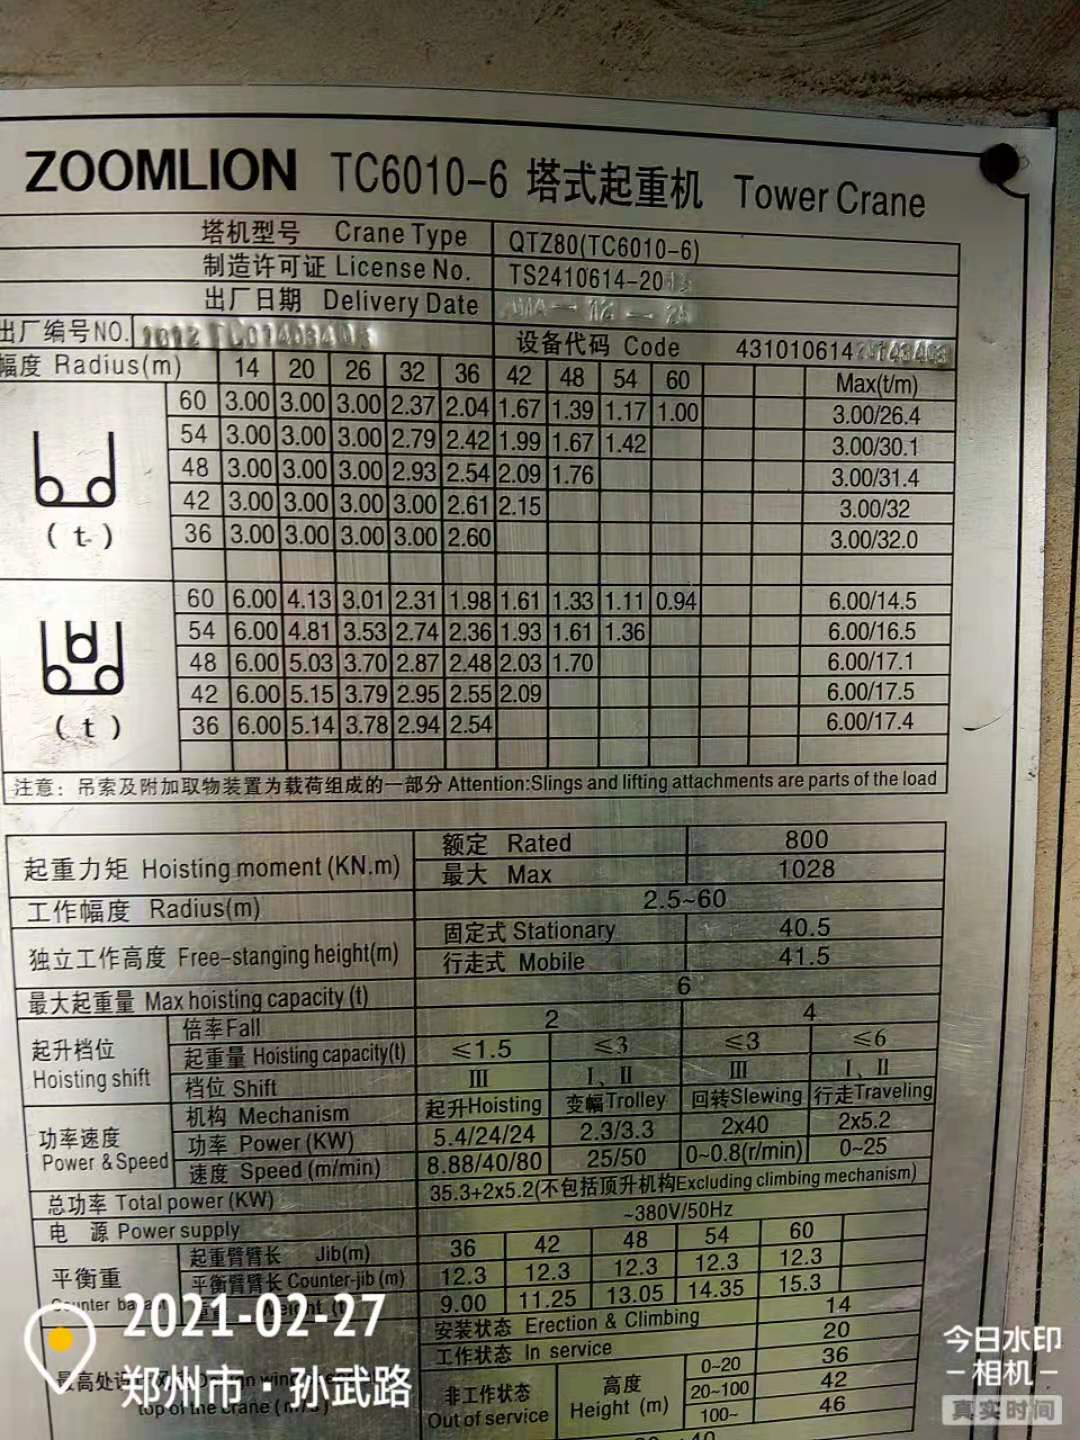 ZOOMLION TC6010-6 塔式起重机 Tower Crane
塔机型号 Crane Type QTZ80(TC6010-6)
制造许可证 License No. TS2410614-20
出厂日期 Delivery Date
出厂编号NO. 设备代码 Code 431010614
幅度 Radius(m) 14 20 26 32 36 42 48 54 60 Max(t/m)
60 3.00 3.00 3.00 2.37 2.04 1.67 1.39 1.17 1.00 3.00/26.4
54 3.00 3.00 3.00 2.79 2.42 1.99 1.67 1.42 3.00/30.1
48 3.00 3.00 3.00 2.93 2.54 2.09 1.76 3.00/31.4
42 3.00 3.00 3.00 3.00 2.61 2.15 3.00/32
(t) 36 3.00 3.00 3.00 3.00 2.60 3.00/32.0
60 6.00 4.13 3.01 2.31 1.98 1.61 1.33 1.11 0.94 6.00/14.5
54 6.00 4.81 3.53 2.74 2.36 1.93 1.61 1.36 6.00/16.5
48 6.00 5.03 3.70 2.87 2.48 2.03 1.70 6.00/17.1
42 6.00 5.15 3.79 2.95 2.55 2.09 6.00/17.5
(t) 36 6.00 5.14 3.78 2.94 2.54 6.00/17.4
注意：吊索及附加取物装置为载荷组成的一部分 Attention:Slings and lifting attachments are parts of the load
起重力矩 Hoisting moment (KN.m) 额定 Rated 800
最大 Max 1028
工作幅度 Radius(m) 2.5~60
独立工作高度 Free-stanging height(m) 固定式 Stationary 40.5
行走式 Mobile 41.5
最大起重量 Max hoisting capacity (t) 6
起升档位 Hoisting shift 倍率Fall 2 4
起重量 Hoisting capacity(t) ≤1.5 ≤3 ≤3 ≤6
档位 Shift Ⅲ Ⅰ、Ⅱ Ⅲ Ⅰ、Ⅱ
功率速度 Power & Speed 机构 Mechanism 起升Hoisting 变幅Trolley 回转Slewing 行走Traveling
功率 Power (KW) 5.4/24/24 2.3/3.3 2x40 2x5.2
速度 Speed (m/min) 8.88/40/80 25/50 0~0.8(r/min) 0~25
总功率 Total power (KW) 35.3+2x5.2(不包括顶升机构Excluding climbing mechanism)
电 源 Power supply ~380V/50Hz
平衡重 起重臂臂长 Jib(m) 36 42 48 54 60
平衡臂臂长 Counter-jib (m) 12.3 12.3 12.3 12.3 12.3
9.00 11.25 13.05 14.35 15.3
安装状态 Erection & Climbing 14
工作状态 In service 20
非工作状态 Out of service 高度 Height (m) 0~20 36
20~100 42
100~ 46
top of the crane
2021-02-27
郑州市·孙武路
今日水印
-相机-
真实时间